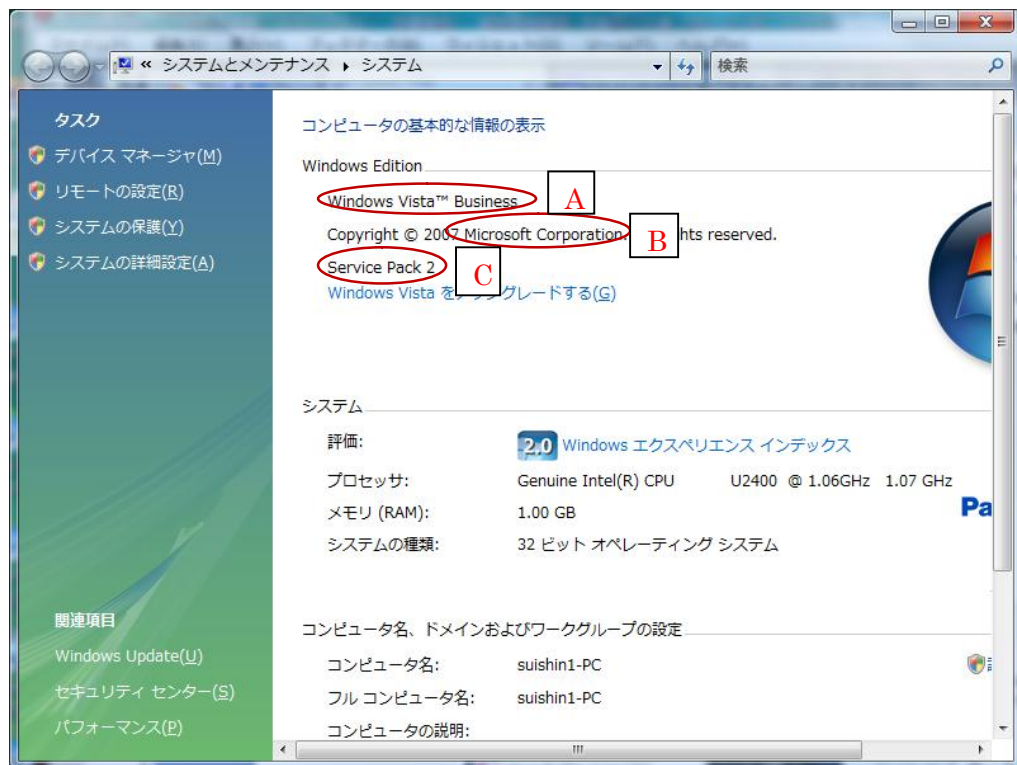 « システムとメンテナンス ▸ システム
検索
タスク
デバイス マネージャ(M)
リモートの設定(R)
システムの保護(Y)
システムの詳細設定(A)
関連項目
Windows Update(U)
セキュリティ センター(S)
パフォーマンス(P)
コンピュータの基本的な情報の表示
Windows Edition
Windows Vista™ Business A
Copyright © 2007 Microsoft Corporation. B hts reserved.
Service Pack 2 C
Windows Vista を グレードする(G)
システム
評価: 2.0 Windows エクスペリエンス インデックス
プロセッサ: Genuine Intel(R) CPU U2400 @ 1.06GHz 1.07 GHz
メモリ (RAM): 1.00 GB
Pa
システムの種類: 32 ビット オペレーティング システム
コンピュータ名、ドメインおよびワークグループの設定
コンピュータ名: suishin1-PC
フル コンピュータ名: suishin1-PC
コンピュータの説明: